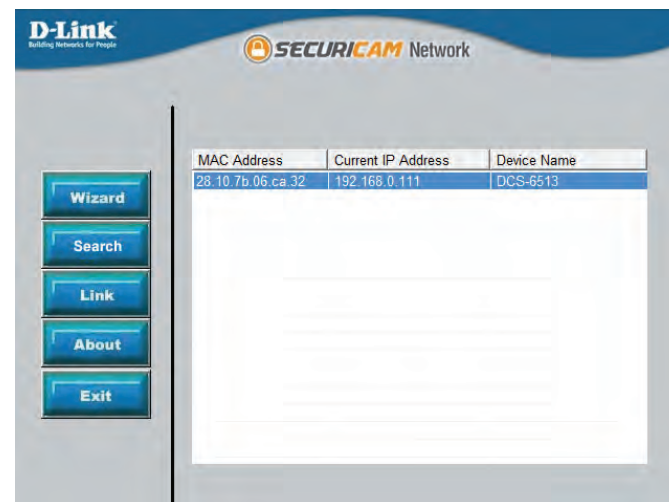 D-Link
Building Networks for People
SECURICAM Network
MAC Address Current IP Address Device Name
28.10.7b.06.ca.32 192.168.0.111 DCS-6513
Wizard
Search
Link
About
Exit